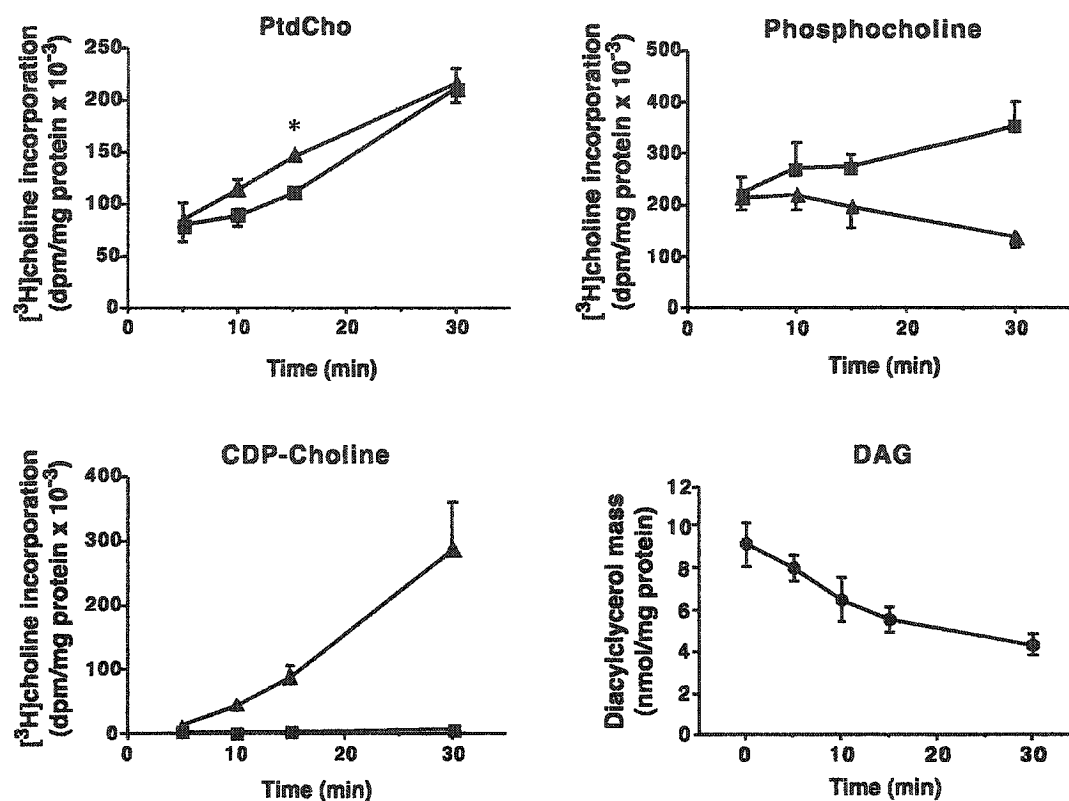 PtdCho
[³H]choline incorporation
(dpm/mg protein x 10⁻³)
250
200
150
100
50
0
*
0
10
20
30
Time (min)
Phosphocholine
[³H]choline incorporation
(dpm/mg protein x 10⁻³)
500
400
300
200
100
0
0
10
20
30
Time (min)
CDP-Choline
[³H]choline incorporation
(dpm/mg protein x 10⁻³)
400
300
200
100
0
0
10
20
30
Time (min)
DAG
Diacylclycerol mass
(nmol/mg protein)
12
10
8
6
4
2
0
0
10
20
30
Time (min)